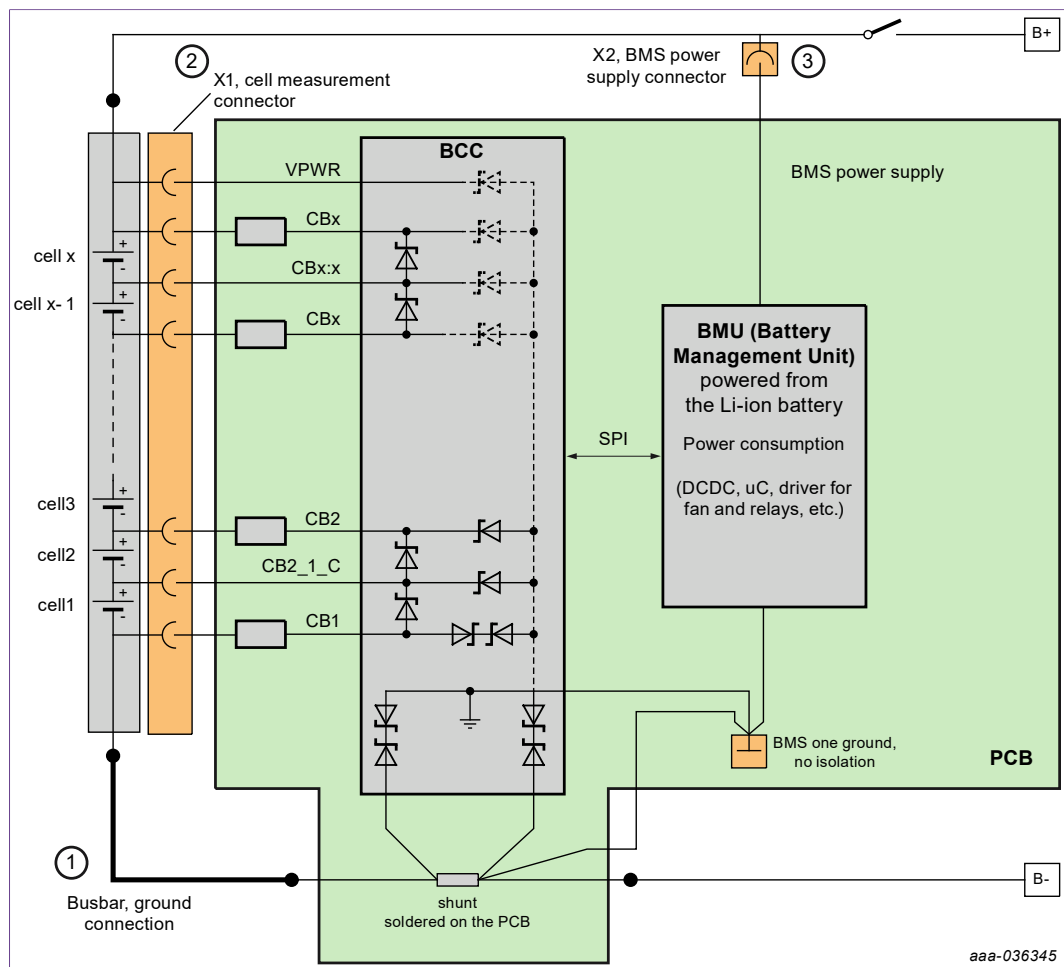 B+
X2, BMS power
supply connector
3
2
X1, cell measurement
connector
BCC
VPWR
BMS power supply
CBx
+
cell x
-
CBx:x
+
cell x- 1
-
CBx
BMU (Battery
Management Unit)
powered from
the Li-ion battery
SPI
Power consumption
(DCDC, uC, driver for
fan and relays, etc.)
+
cell3
-
CB2
+
cell2
-
CB2_1_C
+
cell1
-
CB1
BMS one ground,
no isolation
PCB
1
Busbar, ground
connection
shunt
soldered on the PCB
B-
aaa-036345